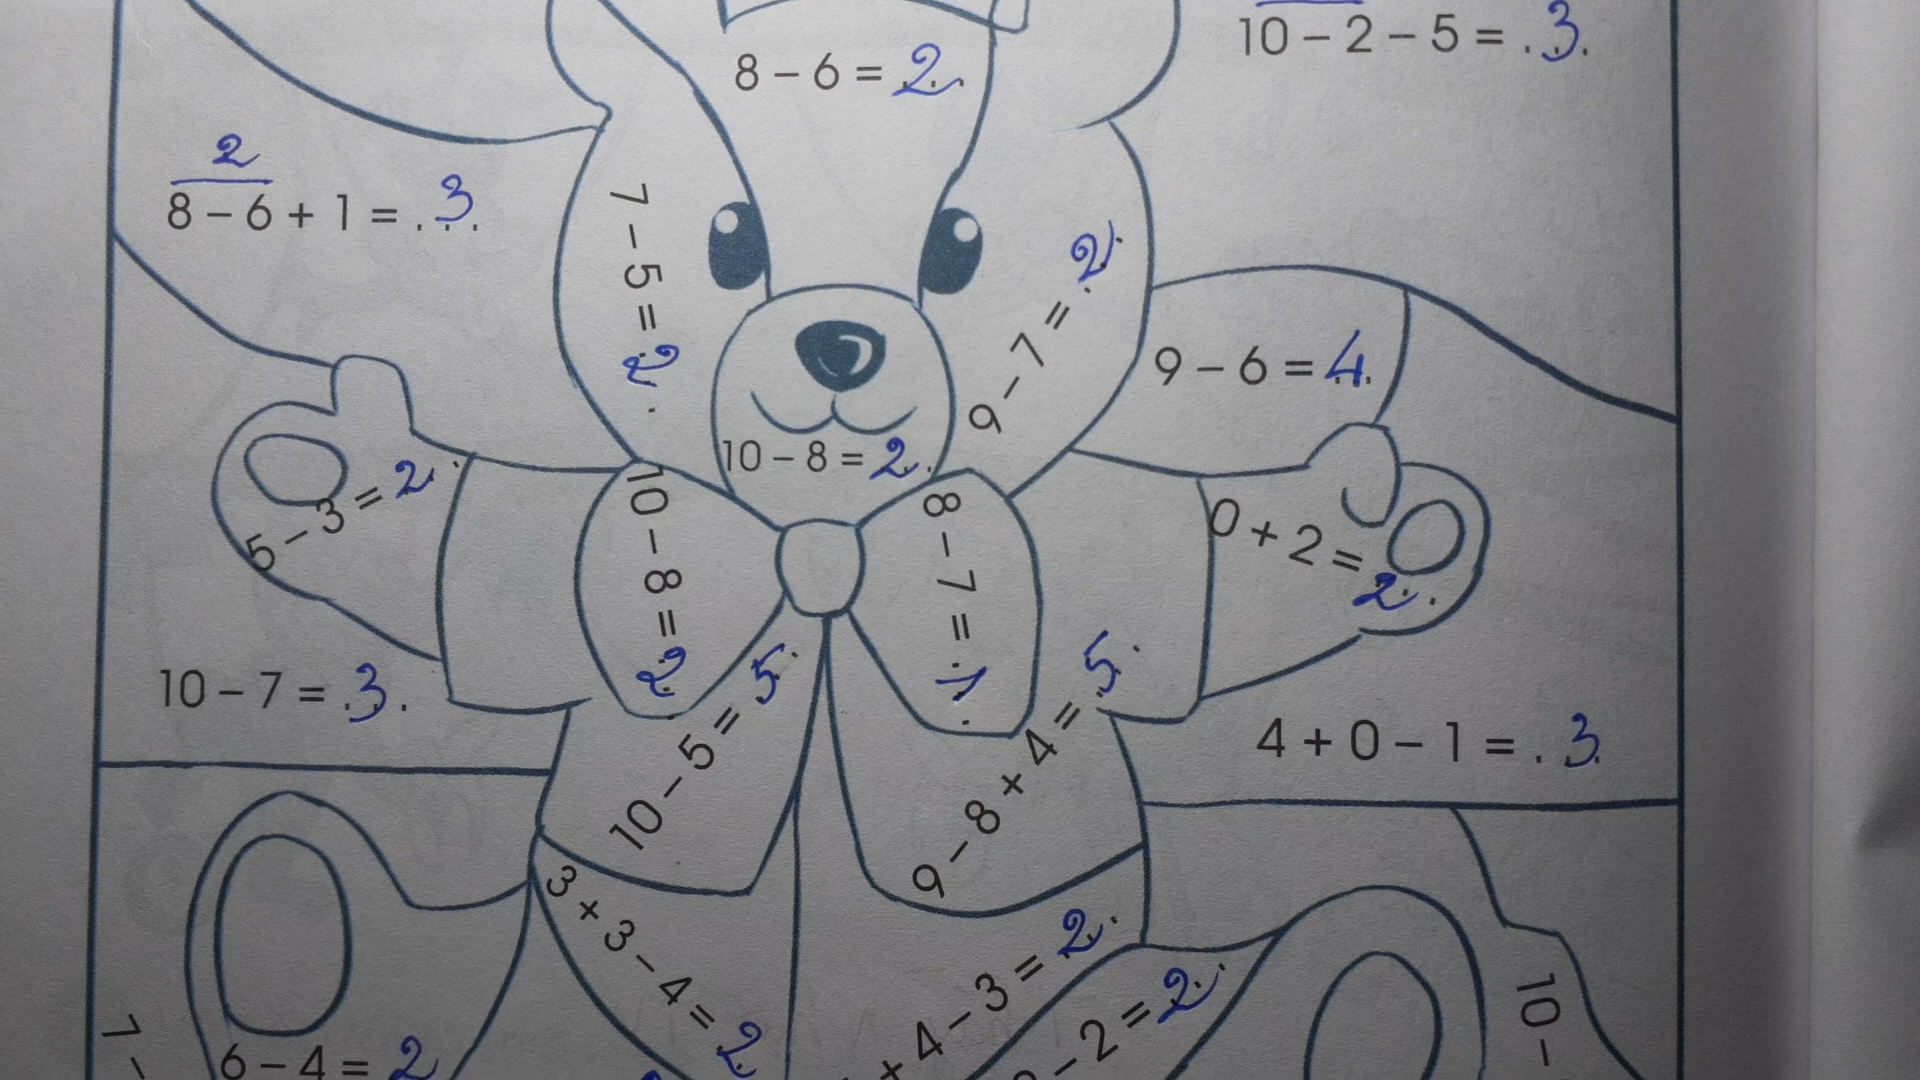 8 – 6 = 2
10 – 2 – 5 = 3
2
8 – 6 + 1 = 3
7 – 5 = 2
9 – 7 = 2
9 – 6 = 4
10 – 8 = 2
5 – 3 = 2
10 – 8 = 2
8 – 7 = 1
0 + 2 = 2
10 – 7 = 3
10 – 5 = 5
9 – 8 + 4 = 5
4 + 0 – 1 = 3
3 + 3 – 4 = 2
+ 4 – 3 = 2
– 2 = 2
10 –
7 –
6 – 4 = 2